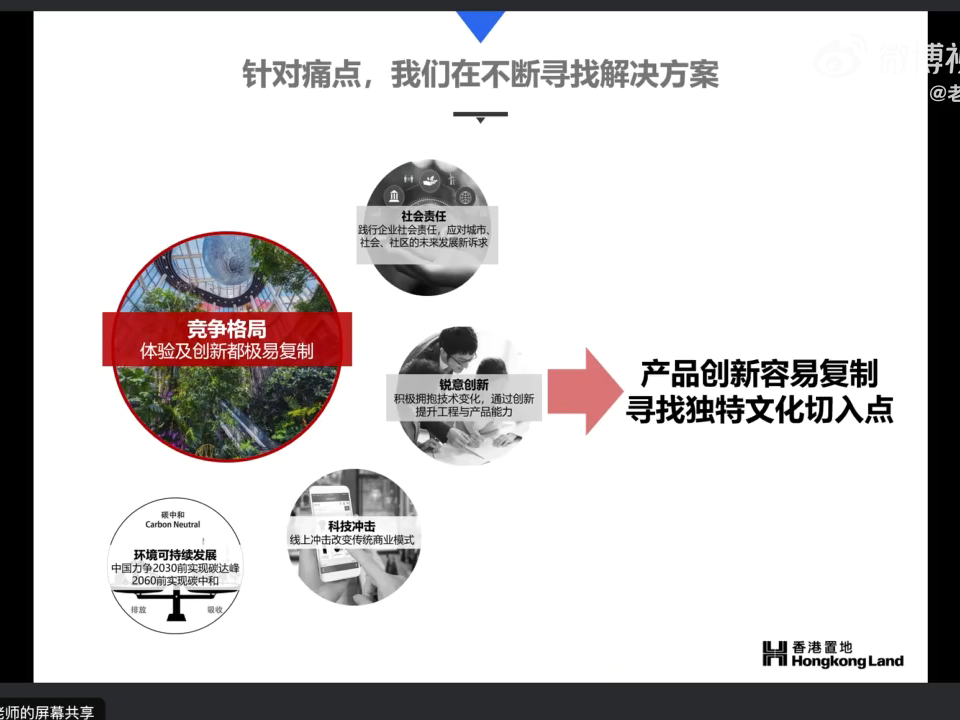 针对痛点，我们在不断寻找解决方案
微博视
@老
社会责任
践行企业社会责任，应对城市、
社会、社区的未来发展新诉求
竞争格局
体验及创新都极易复制
锐意创新
积极拥抱技术变化，通过创新
提升工程与产品能力
产品创新容易复制
寻找独特文化切入点
碳中和
Carbon Neutral
环境可持续发展
中国力争2030前实现碳达峰
2060前实现碳中和
排放
吸收
科技冲击
线上冲击改变传统商业模式
香港置地
Hongkong Land
老师的屏幕共享